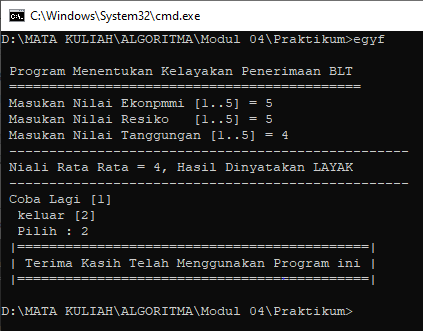 C:\Windows\System32\cmd.exe
D:\MATA KULIAH\ALGORITMA\Modul 04\Praktikum>egyf
Program Menentukan Kelayakan Penerimaan BLT
============================================
Masukan Nilai Ekonpmmi [1..5] = 5
Masukan Nilai Resiko   [1..5] = 5
Masukan Nilai Tanggungan [1..5] = 4
--------------------------------------------------
Niali Rata Rata = 4, Hasil Dinyatakan LAYAK
--------------------------------------------------
Coba Lagi [1]
keluar [2]
Pilih : 2
|============================================|
| Terima Kasih Telah Menggunakan Program ini |
|============================================|
D:\MATA KULIAH\ALGORITMA\Modul 04\Praktikum>